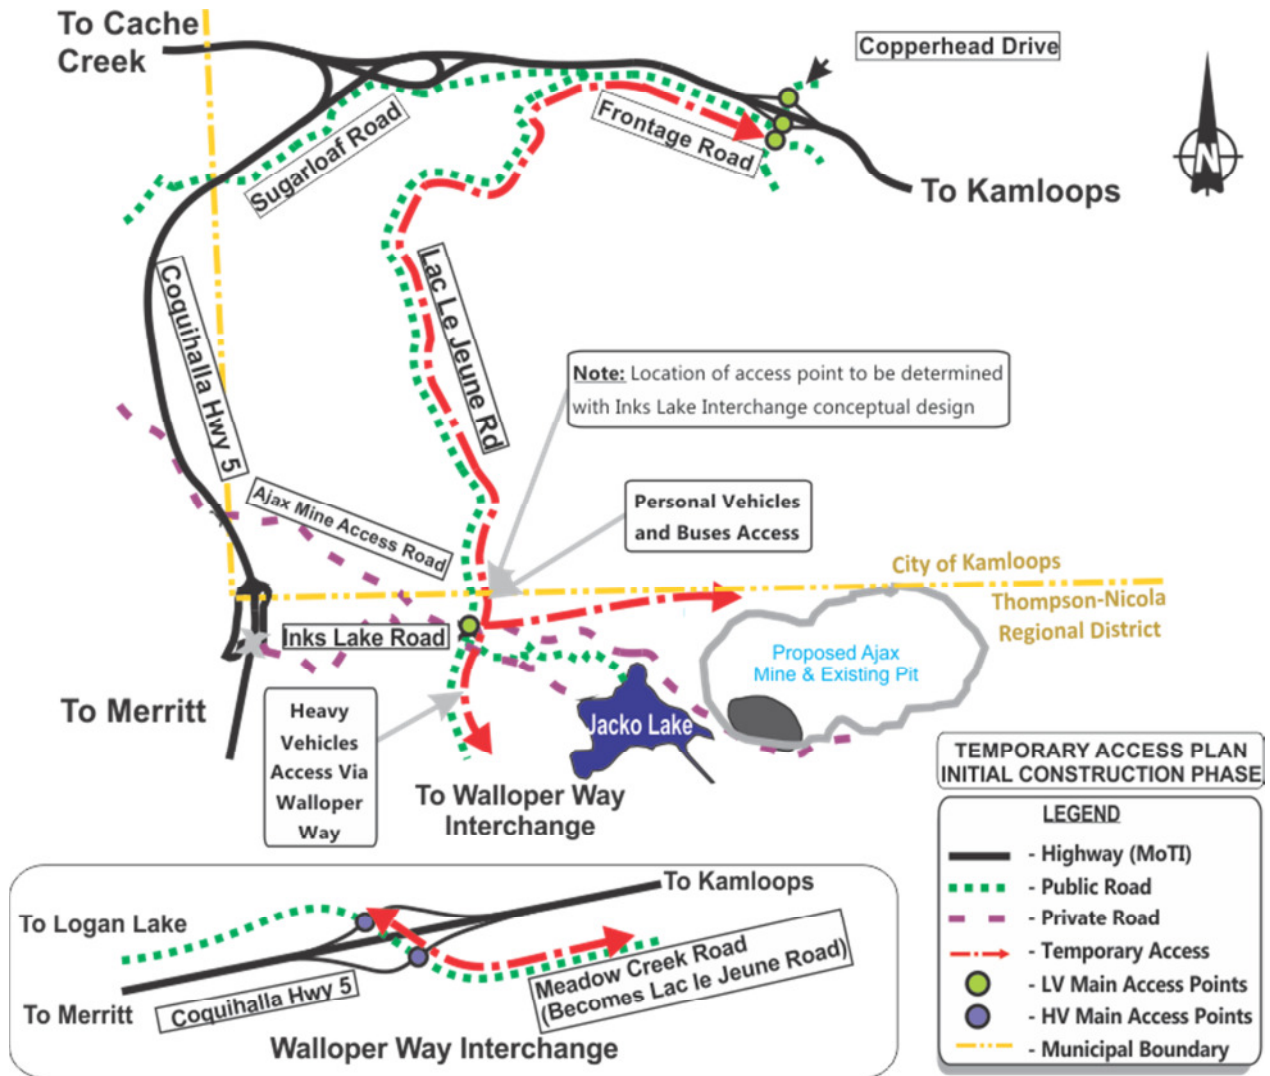 To Cache
Creek
Copperhead Drive
Frontage Road
Sugarloaf Road
N
To Kamloops
Coquihalla Hwy 5
Lac Le Jeune Rd
Note: Location of access point to be determined
with Inks Lake Interchange conceptual design
Ajax Mine Access Road
Personal Vehicles
and Buses Access
City of Kamloops
Thompson-Nicola
Regional District
Inks Lake Road
Proposed Ajax
Mine & Existing Pit
To Merritt
Heavy
Vehicles
Access Via
Walloper
Way
Jacko Lake
To Walloper Way
Interchange
TEMPORARY ACCESS PLAN
INITIAL CONSTRUCTION PHASE
LEGEND
- Highway (MoTI)
- Public Road
- Private Road
- Temporary Access
- LV Main Access Points
- HV Main Access Points
- Municipal Boundary
To Kamloops
To Logan Lake
Meadow Creek Road
(Becomes Lac le Jeune Road)
Coquihalla Hwy 5
To Merritt
Walloper Way Interchange